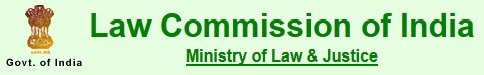 Law Commission of India
Ministry of Law & Justice
Govt. of India